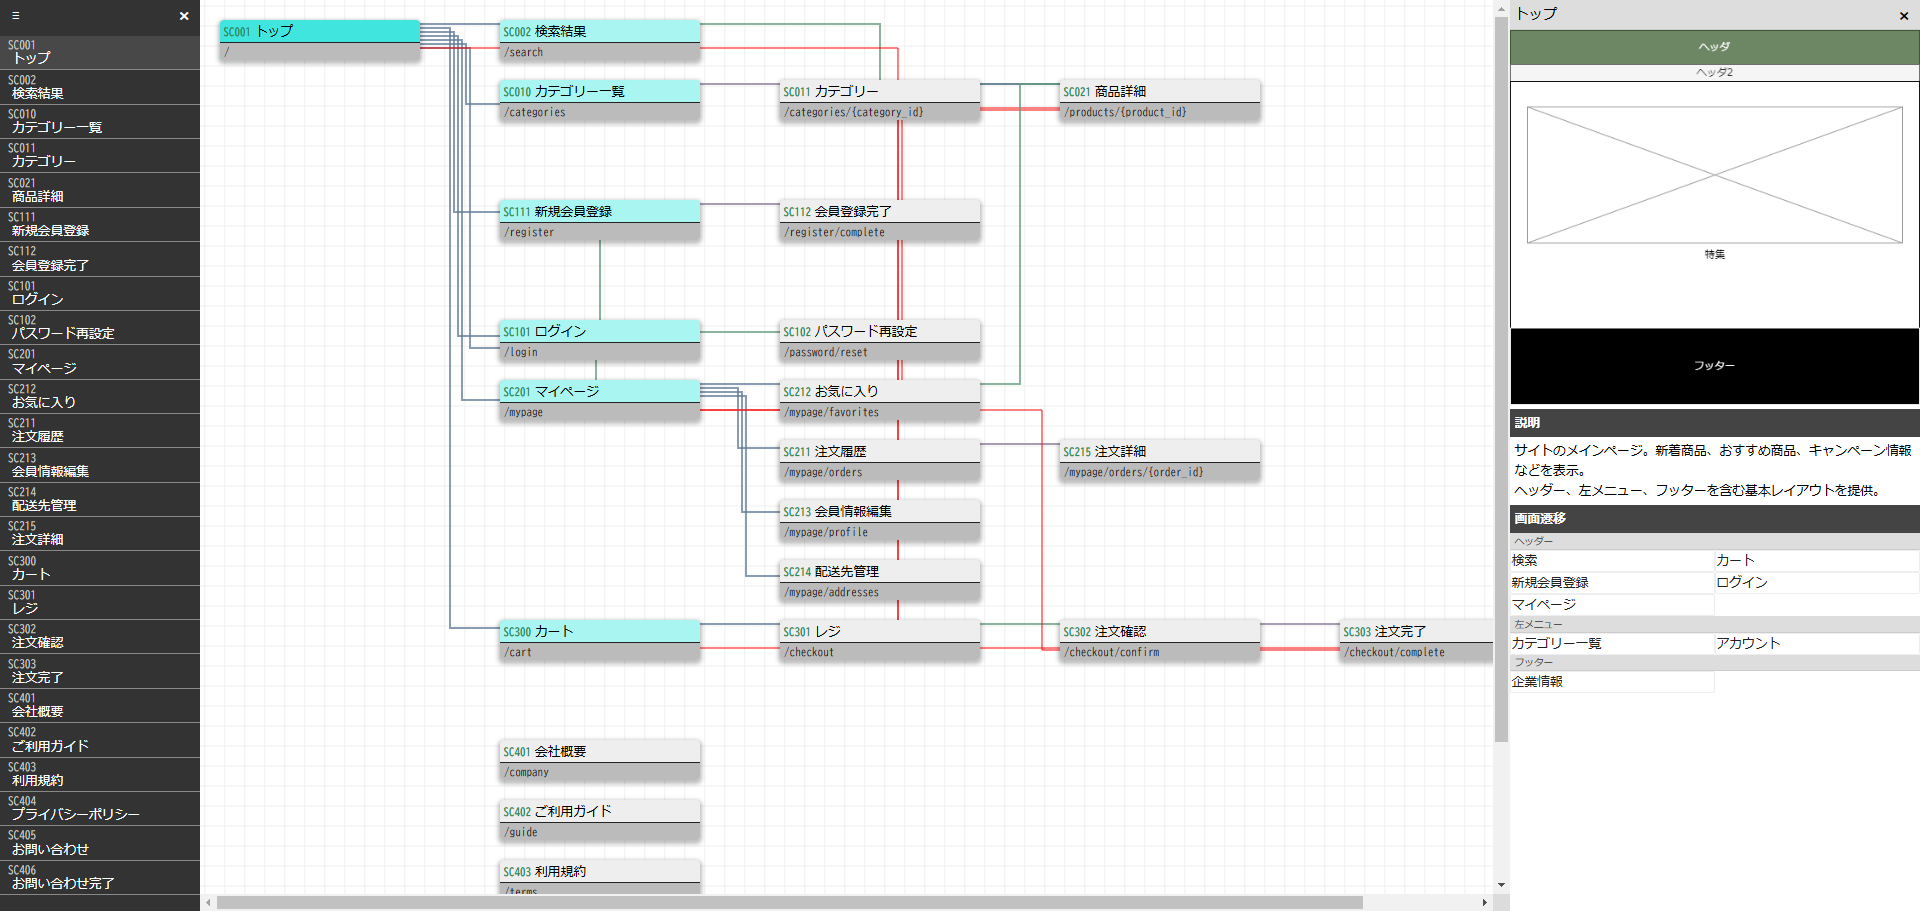 ☰ ×
SC001
トップ
SC002
検索結果
SC010
カテゴリー一覧
SC011
カテゴリー
SC021
商品詳細
SC111
新規会員登録
SC112
会員登録完了
SC101
ログイン
SC102
パスワード再設定
SC201
マイページ
SC212
お気に入り
SC211
注文履歴
SC213
会員情報編集
SC214
配送先管理
SC215
注文詳細
SC300
カート
SC301
レジ
SC302
注文確認
SC303
注文完了
SC401
会社概要
SC402
ご利用ガイド
SC403
利用規約
SC404
プライバシーポリシー
SC405
お問い合わせ
SC406
お問い合わせ完了
SC001 トップ
/
SC002 検索結果
/search
SC010 カテゴリー一覧
/categories
SC011 カテゴリー
/categories/{category_id}
SC021 商品詳細
/products/{product_id}
SC111 新規会員登録
/register
SC112 会員登録完了
/register/complete
SC101 ログイン
/login
SC102 パスワード再設定
/password/reset
SC201 マイページ
/mypage
SC212 お気に入り
/mypage/favorites
SC211 注文履歴
/mypage/orders
SC215 注文詳細
/mypage/orders/{order_id}
SC213 会員情報編集
/mypage/profile
SC214 配送先管理
/mypage/addresses
SC300 カート
/cart
SC301 レジ
/checkout
SC302 注文確認
/checkout/confirm
SC303 注文完了
/checkout/complete
SC401 会社概要
/company
SC402 ご利用ガイド
/guide
SC403 利用規約
/terms
トップ ×
ヘッダ
ヘッダ2
特集
フッター
説明
サイトのメインページ。新着商品、おすすめ商品、キャンペーン情報
などを表示。
ヘッダー、左メニュー、フッターを含む基本レイアウトを提供。
画面遷移
ヘッダー
検索 カート
新規会員登録 ログイン
マイページ
左メニュー
カテゴリー一覧 アカウント
フッター
企業情報